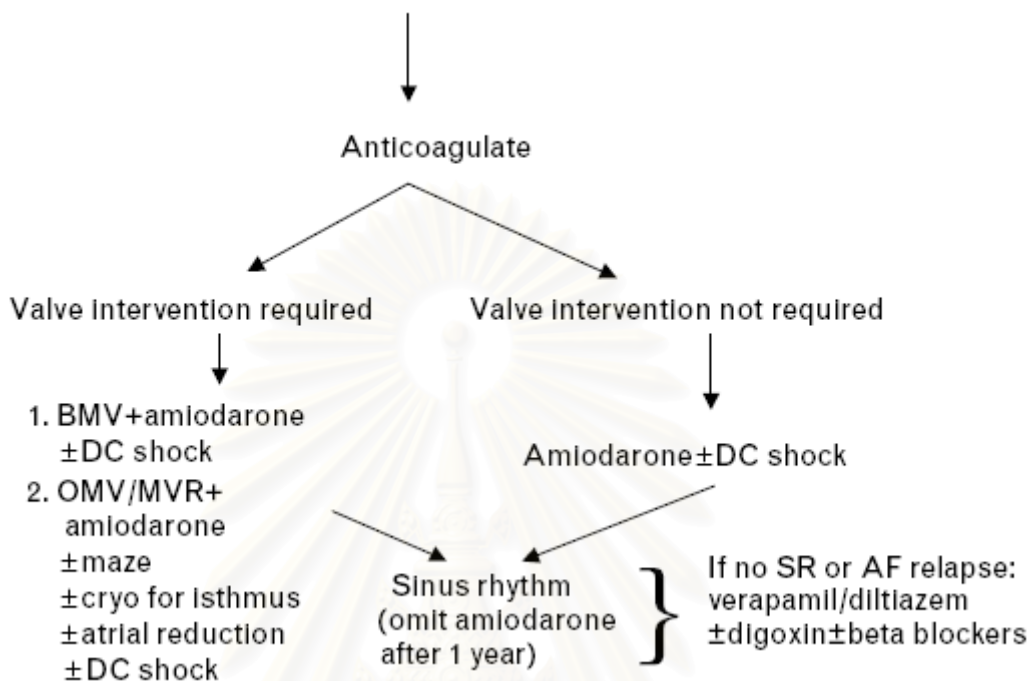 Anticoagulate
Valve intervention required
Valve intervention not required
1. BMV+amiodarone
±DC shock
2. OMV/MVR+
amiodarone
±maze
±cryo for isthmus
±atrial reduction
±DC shock
Amiodarone±DC shock
Sinus rhythm
(omit amiodarone
after 1 year)
If no SR or AF relapse:
verapamil/diltiazem
±digoxin±beta blockers